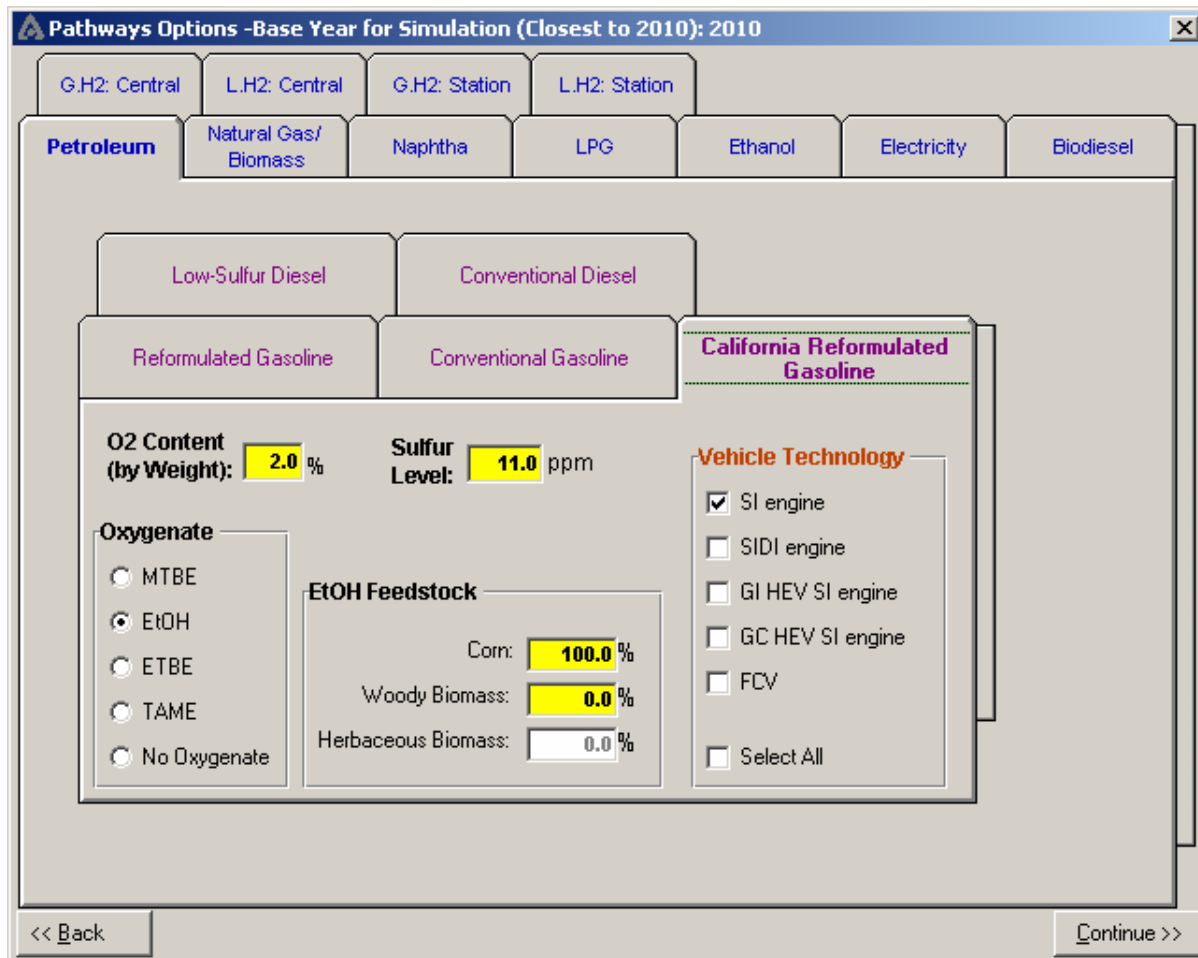 Pathways Options -Base Year for Simulation (Closest to 2010): 2010
G.H2: Central
L.H2: Central
G.H2: Station
L.H2: Station
Petroleum
Natural Gas/
Biomass
Naphtha
LPG
Ethanol
Electricity
Biodiesel
Low-Sulfur Diesel
Conventional Diesel
Reformulated Gasoline
Conventional Gasoline
California Reformulated
Gasoline
O2 Content
(by Weight): 2.0 %
Sulfur
Level: 11.0 ppm
Oxygenate
MTBE
EtOH
ETBE
TAME
No Oxygenate
EtOH Feedstock
Corn: 100.0 %
Woody Biomass: 0.0 %
Herbaceous Biomass: 0.0 %
Vehicle Technology
SI engine
SIDI engine
GI HEV SI engine
GC HEV SI engine
FCV
Select All
<< Back
Continue >>